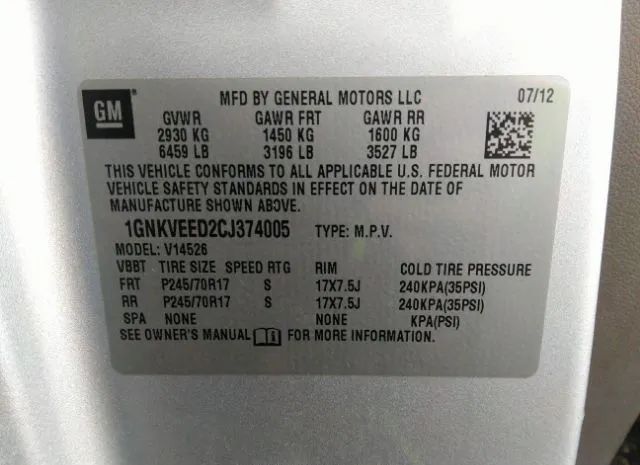 GM
MFD BY GENERAL MOTORS LLC 07/12
GVWR GAWR FRT GAWR RR
2930 KG 1450 KG 1600 KG
6459 LB 3196 LB 3527 LB
THIS VEHICLE CONFORMS TO ALL APPLICABLE U.S. FEDERAL MOTOR
VEHICLE SAFETY STANDARDS IN EFFECT ON THE DATE OF
MANUFACTURE SHOWN ABOVE.
1GNKVEED2CJ374005 TYPE: M.P.V.
MODEL: V14526
VBBT TIRE SIZE SPEED RTG RIM COLD TIRE PRESSURE
FRT P245/70R17 S 17X7.5J 240KPA(35PSI)
RR P245/70R17 S 17X7.5J 240KPA(35PSI)
SPA NONE NONE KPA(PSI)
SEE OWNER'S MANUAL FOR MORE INFORMATION.